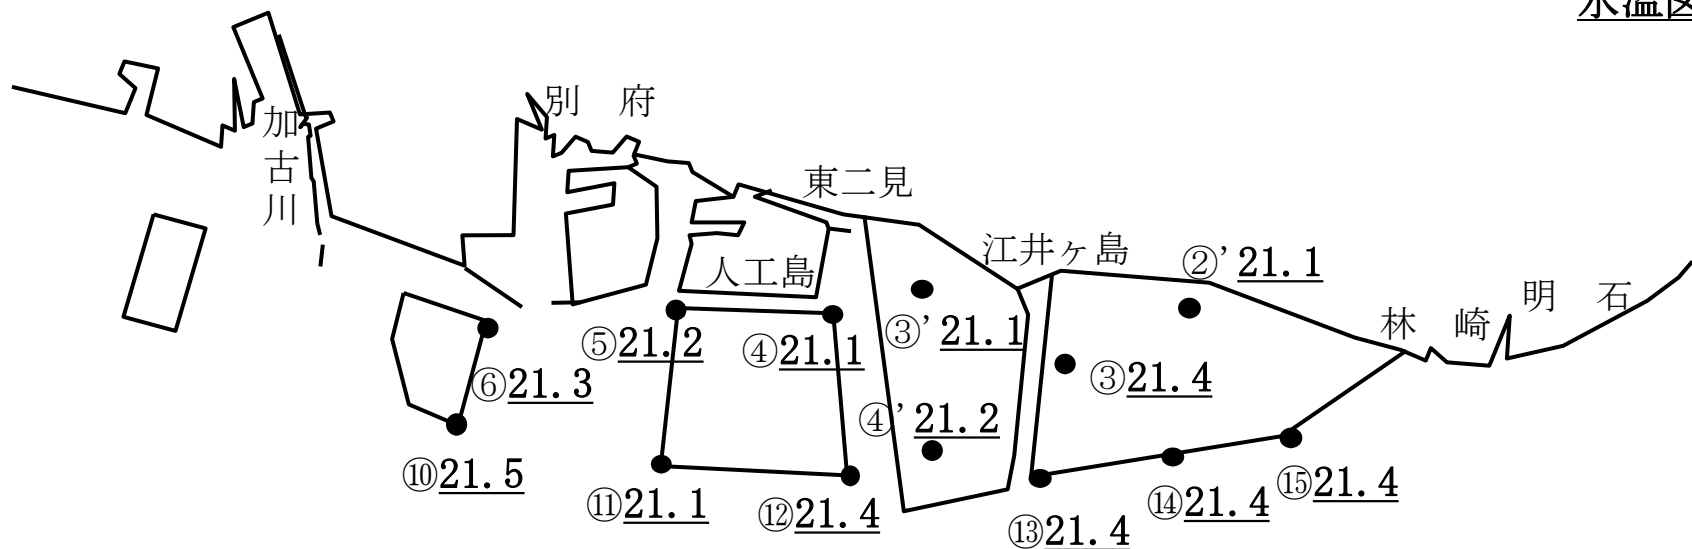 水温図
別 府
加古川
東二見
江井ヶ島
②' 21.1
人工島
明 石
林 崎
③' 21.1
⑤21.2
④21.1
③21.4
⑥21.3
④' 21.2
⑩21.5
⑮21.4
⑪21.1
⑫21.4
⑭21.4
⑬21.4